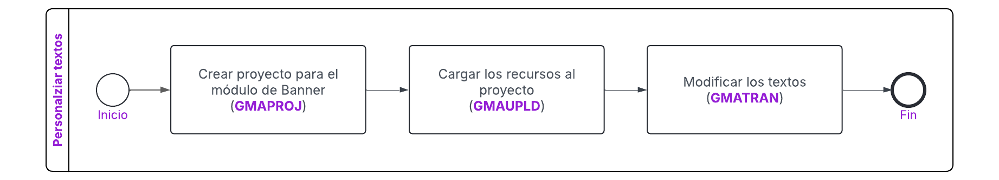 Personalziar textos
Inicio
Crear proyecto para el
módulo de Banner
(GMAPROJ)
Cargar los recursos al
proyecto
(GMAUPLD)
Modificar los textos
(GMATRAN)
Fin